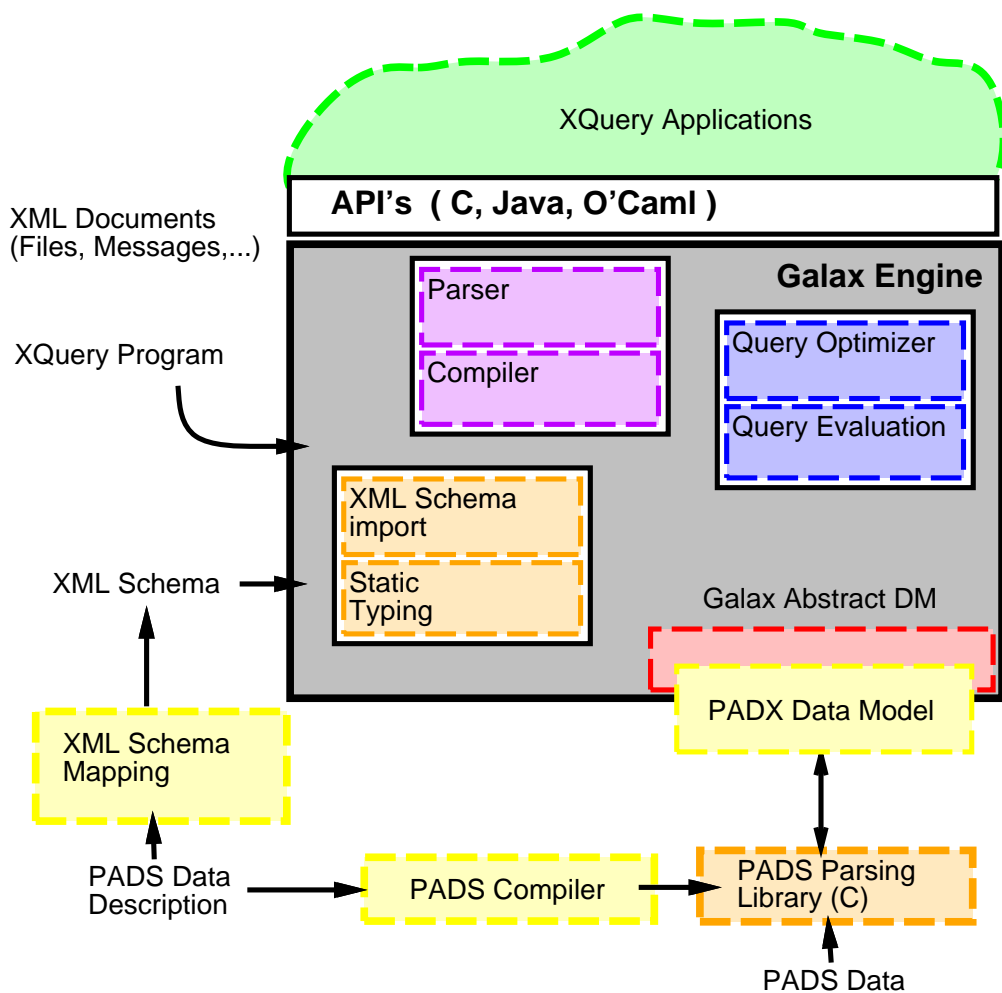 XQuery Applications
API's ( C, Java, O'Caml )
XML Documents
(Files, Messages,...)
Galax Engine
Parser
Compiler
Query Optimizer
Query Evaluation
XQuery Program
XML Schema
import
Static
Typing
XML Schema
Galax Abstract DM
PADX Data Model
XML Schema
Mapping
PADS Data
Description
PADS Compiler
PADS Parsing
Library (C)
PADS Data